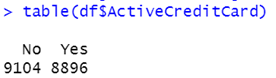 > table(df$ActiveCreditCard)
No Yes
9104 8896